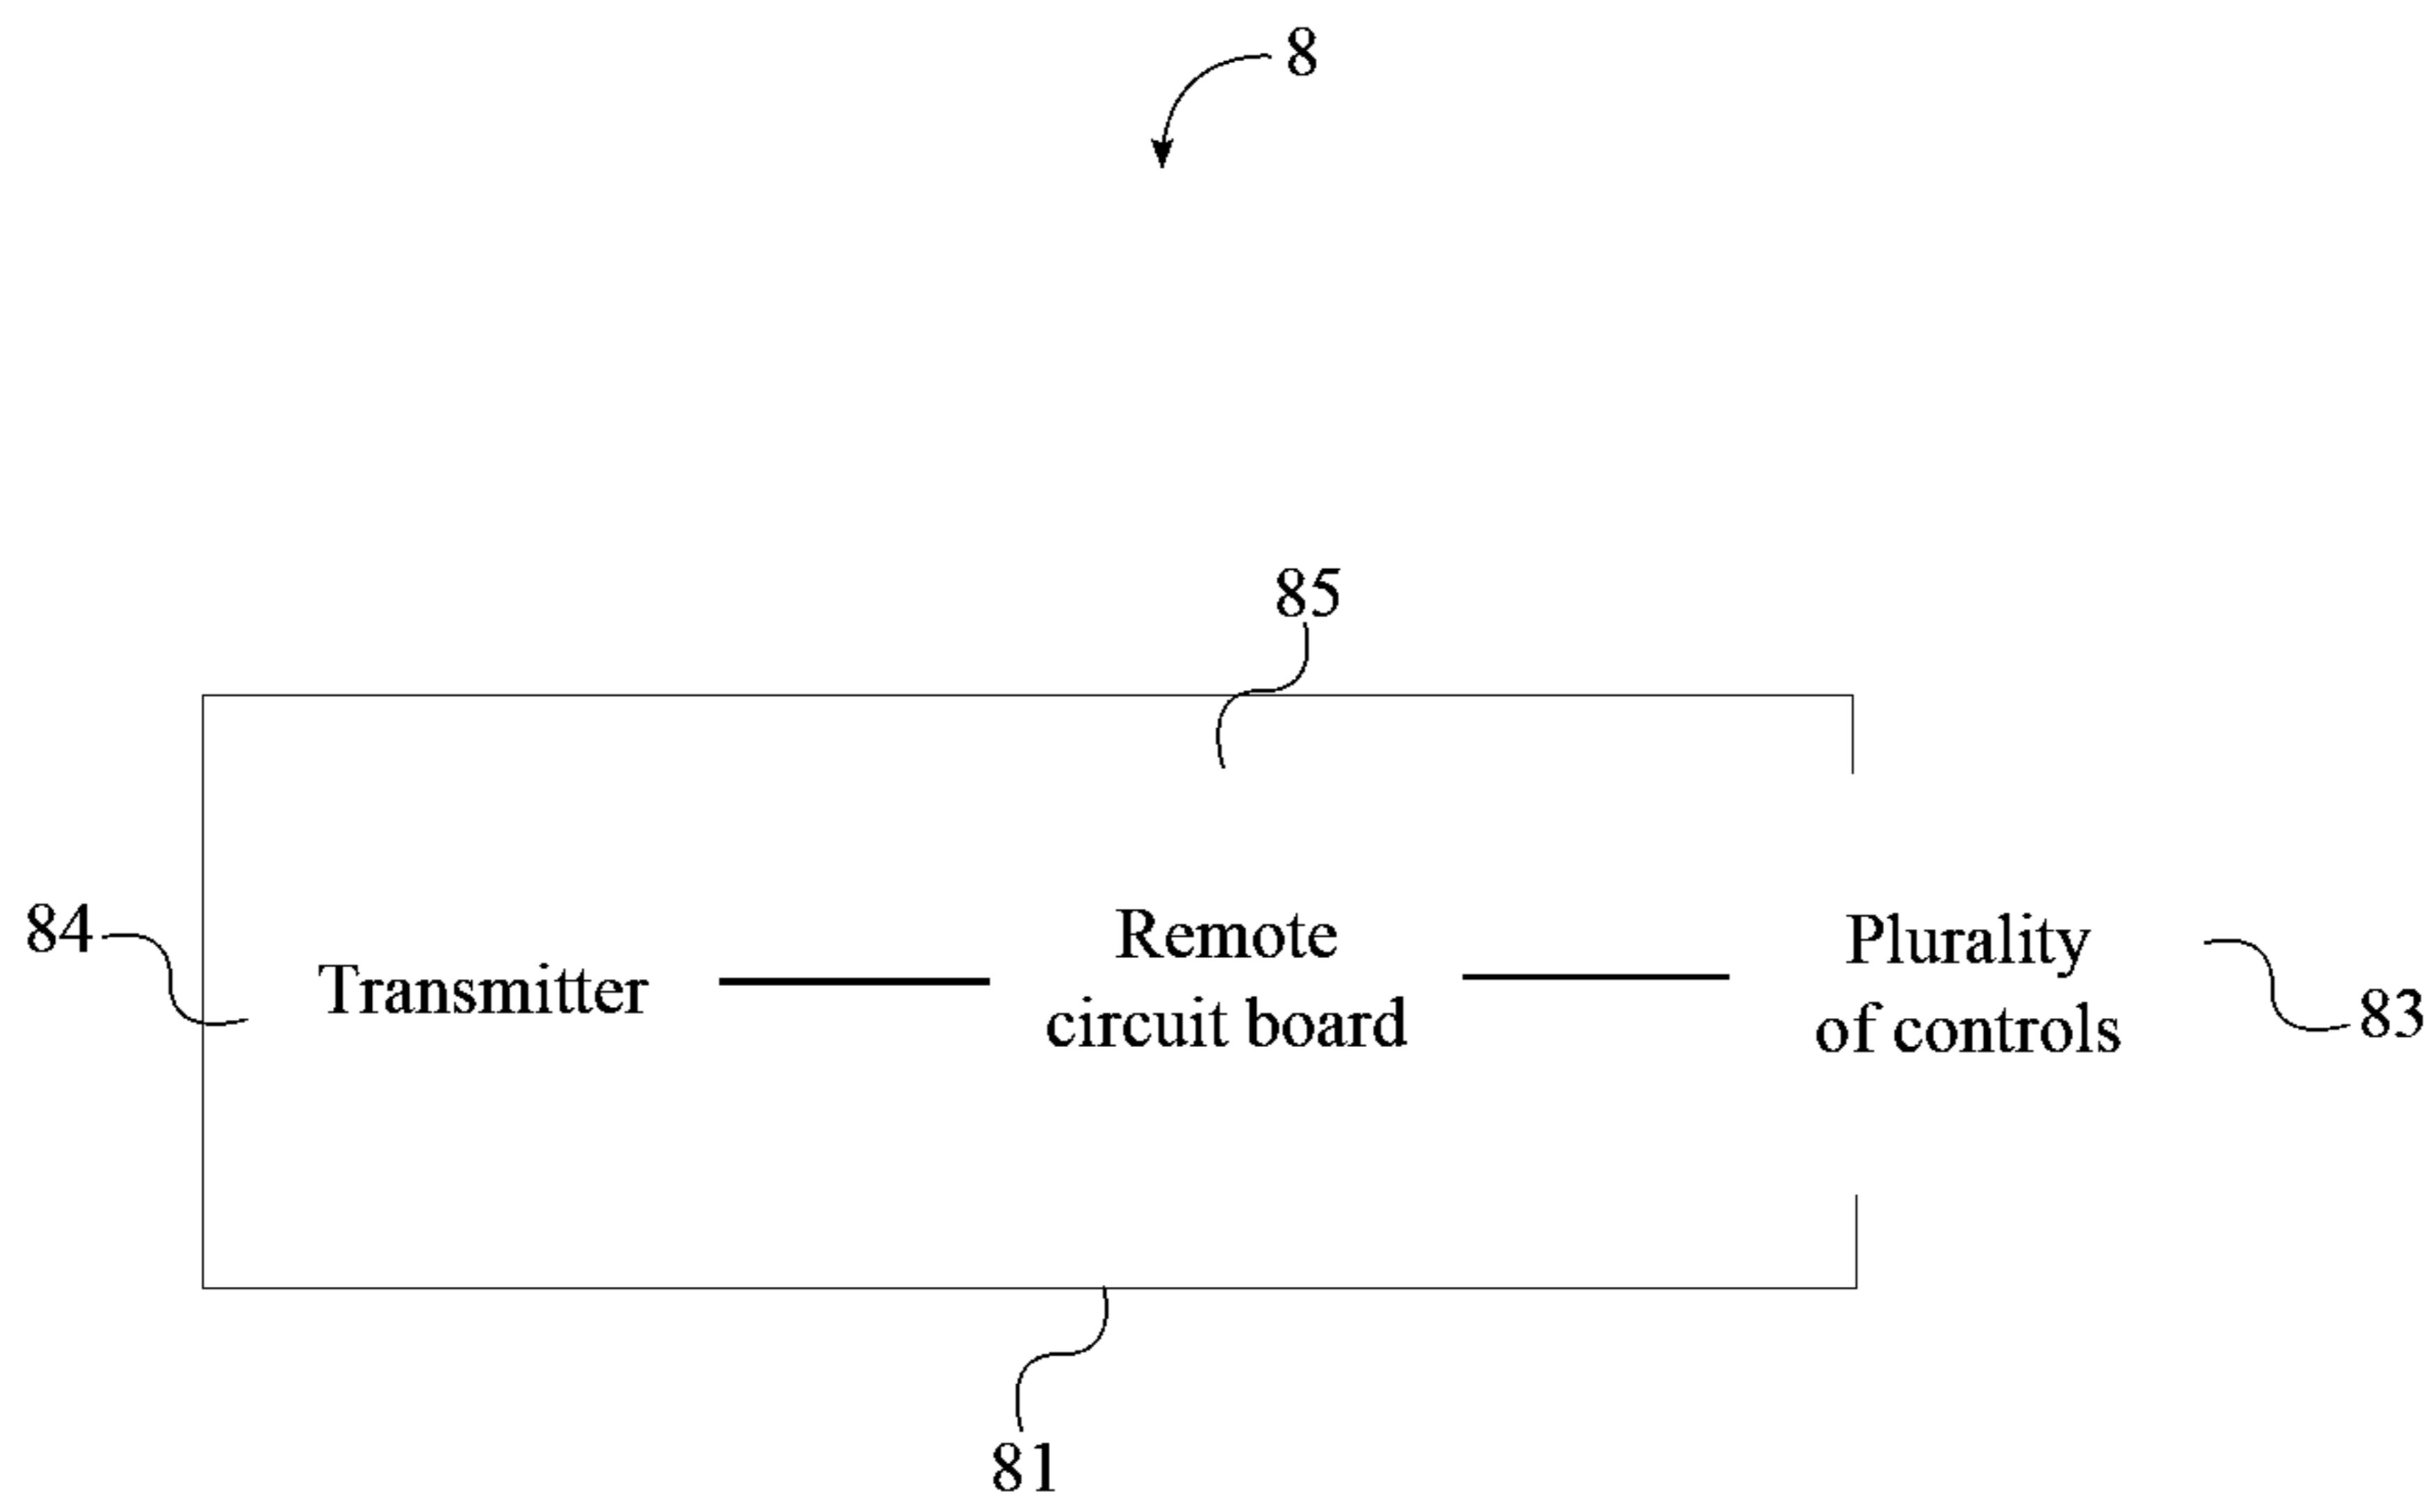 8
85
84
Transmitter
Remote
circuit board
Plurality
of controls
83
81